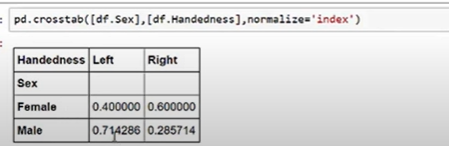 pd.crosstab([df.Sex],[df.Handedness],normalize='index')
Handedness Left Right
Sex
Female 0.400000 0.600000
Male 0.714286 0.285714